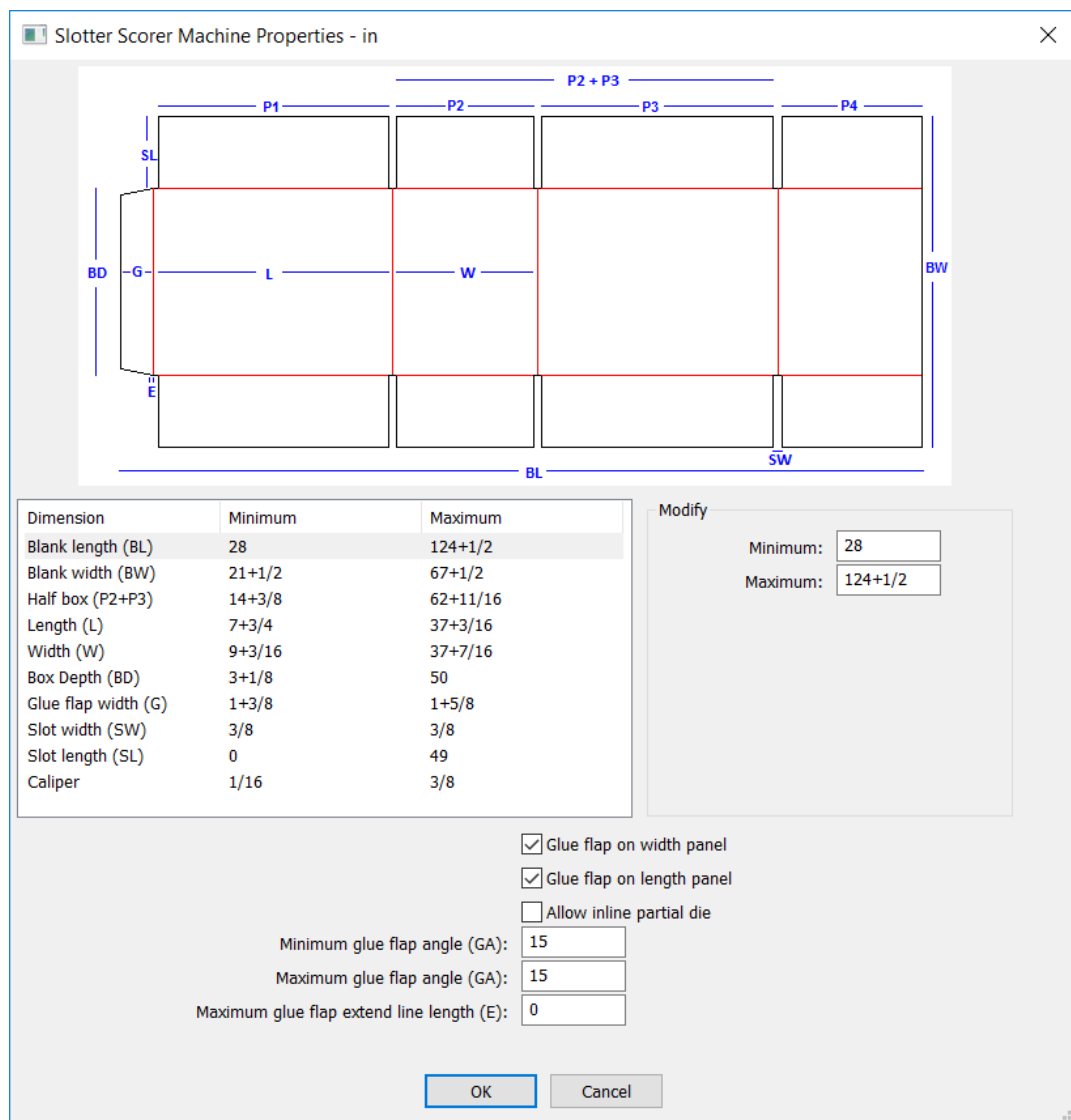 Slotter Scorer Machine Properties - in
P2 + P3
P1 P2 P3 P4
SL
BD G L W BW
E
SW
BL
Dimension Minimum Maximum
Blank length (BL) 28 124+1/2
Blank width (BW) 21+1/2 67+1/2
Half box (P2+P3) 14+3/8 62+11/16
Length (L) 7+3/4 37+3/16
Width (W) 9+3/16 37+7/16
Box Depth (BD) 3+1/8 50
Glue flap width (G) 1+3/8 1+5/8
Slot width (SW) 3/8 3/8
Slot length (SL) 0 49
Caliper 1/16 3/8
Modify
Minimum: 28
Maximum: 124+1/2
Glue flap on width panel
Glue flap on length panel
Allow inline partial die
Minimum glue flap angle (GA): 15
Maximum glue flap angle (GA): 15
Maximum glue flap extend line length (E): 0
OK Cancel